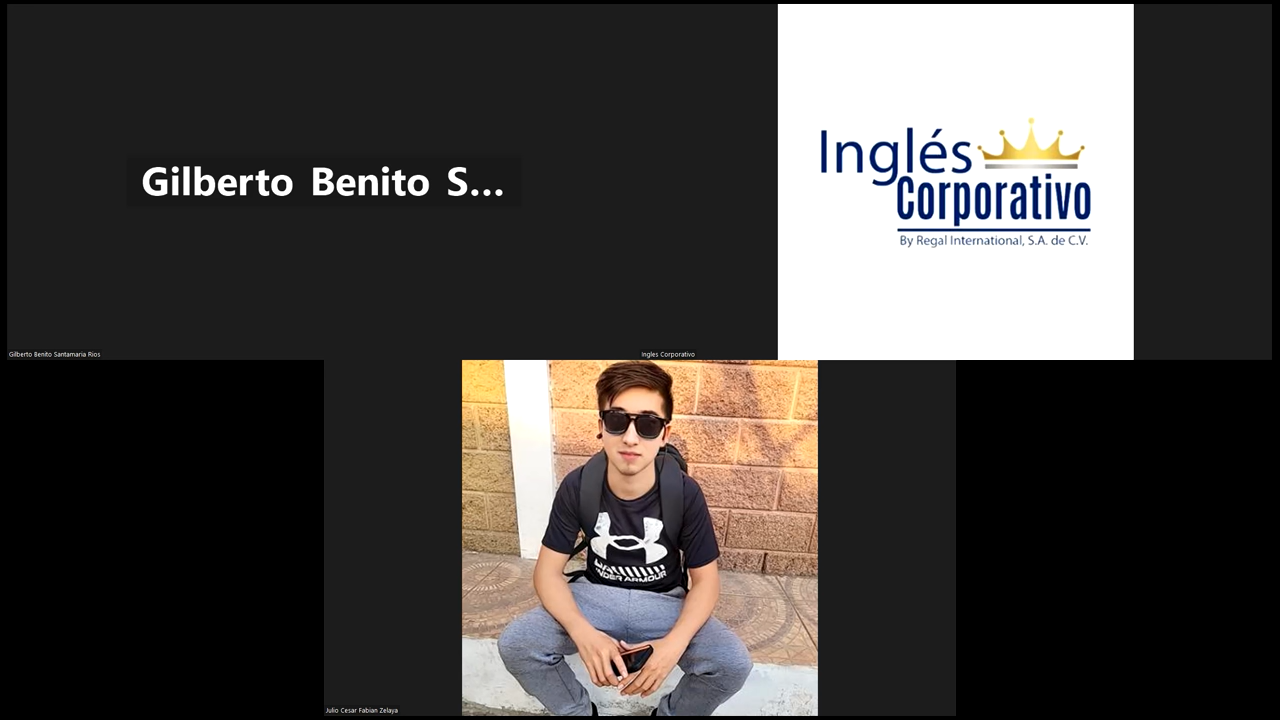 Gilberto Benito S...
Inglés
Corporativo
By Regal International, S.A. de C.V.
Gilberto Benito Santamaria Rios
Ingles Corporativo
UNDER ARMOUR
Julio Cesar Fabian Zelaya